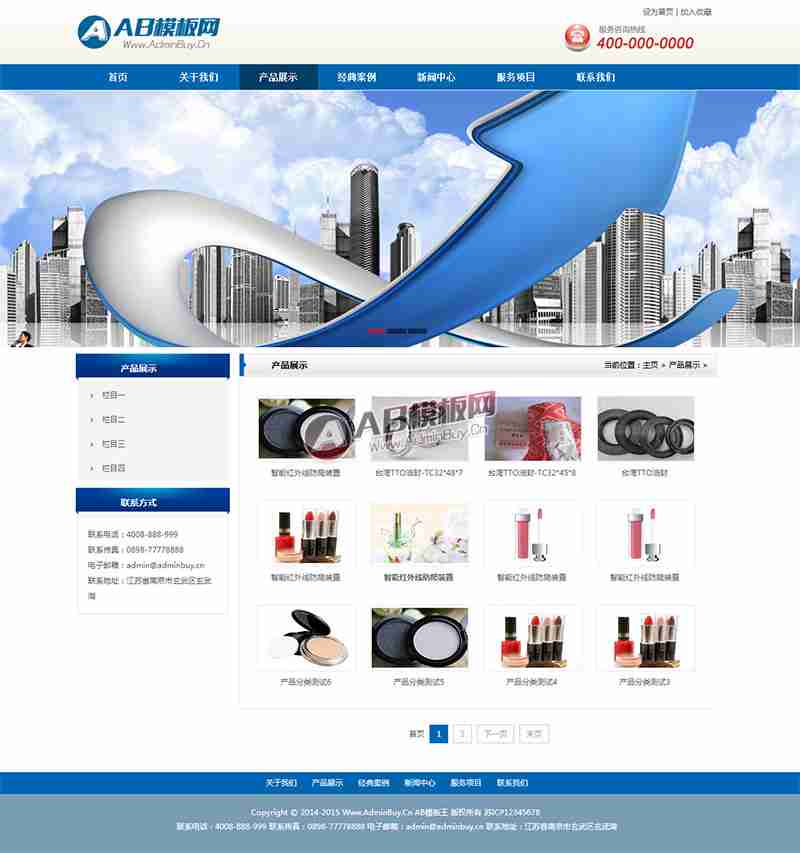 设为首页 | 加入收藏
AB模板网
Www.AdminBuy.Cn
服务咨询热线
400-000-0000
首页 关于我们 产品展示 经典案例 新闻中心 服务项目 联系我们
产品展示
栏目一
栏目二
栏目三
栏目四
联系方式
联系电话：4008-888-999
联系传真：0898-77778888
电子邮箱：admin@adminbuy.cn
联系地址：江苏省南京市玄武区玄武
湖
产品展示 当前位置：主页 > 产品展示 >
AB模板网
Www.AdminBuy.Cn
智能红外线防爬装置 台湾TTO油封-TC32*48*7 台湾TTO油封-TC32*45*8 台湾TTO油封
智能红外线防爬装置 智能红外线防爬装置 智能红外线防爬装置 智能红外线防爬装置
产品分类测试6 产品分类测试5 产品分类测试4 产品分类测试3
首页 1 2 下一页 末页
关于我们 产品展示 经典案例 新闻中心 服务项目 联系我们
Copyright © 2014-2015 Www.AdminBuy.Cn AB模板王 版权所有 苏ICP12345678
联系电话：4008-888-999 联系传真：0898-77778888 电子邮箱：admin@adminbuy.cn 联系地址：江苏省南京市玄武区玄武湖